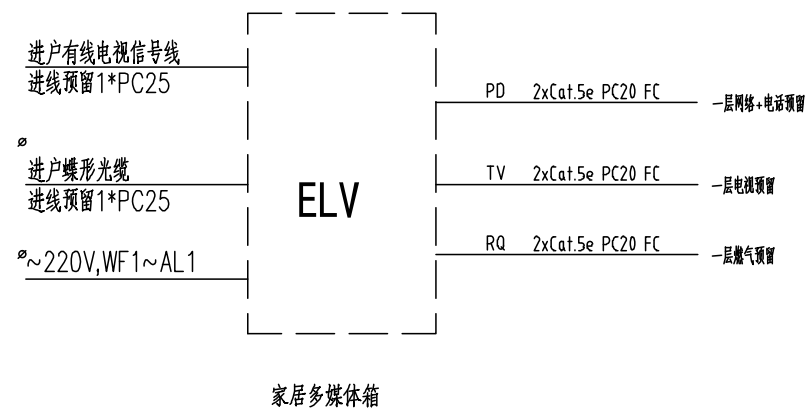 进户有线电视信号线
进线预留1*PC25
ø
进户蝶形光缆
进线预留1*PC25
ø~220V,WF1~AL1
ELV
PD 2xCat.5e PC20 FC 一层网络+电话预留
TV 2xCat.5e PC20 FC 一层电视预留
RQ 2xCat.5e PC20 FC 一层燃气预留
家居多媒体箱